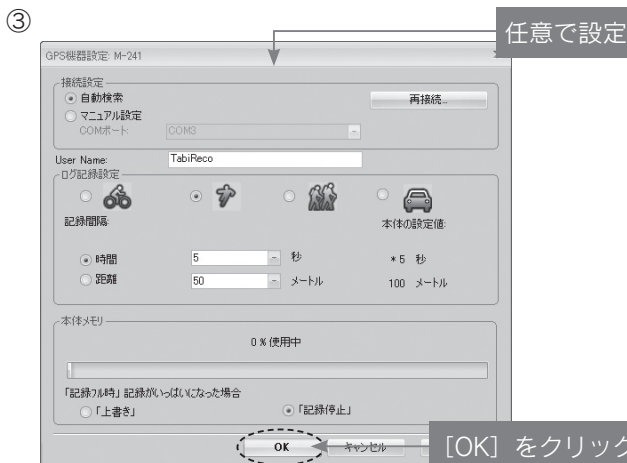 ③
任意で設定
GPS機器設定: M-241
接続設定
自動検索
再接続...
マニュアル設定
COMポート: COM3
User Name: TabiReco
ログ記録設定
記録間隔:
本体の設定値:
時間 5 秒 * 5 秒
距離 50 メートル 100 メートル
本体メモリ
0 % 使用中
「記録フル時」記録がいっぱいになった場合
「上書き」 「記録停止」
OK キャンセル
[OK] をクリック